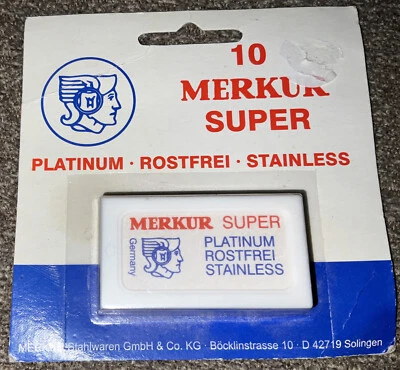 10
MERKUR
SUPER
PLATINUM · ROSTFREI · STAINLESS
MERKUR SUPER
Germany
PLATINUM
ROSTFREI
STAINLESS
Stahlwaren GmbH & Co. KG · Böcklinstrasse 10 · D 42719 Solingen